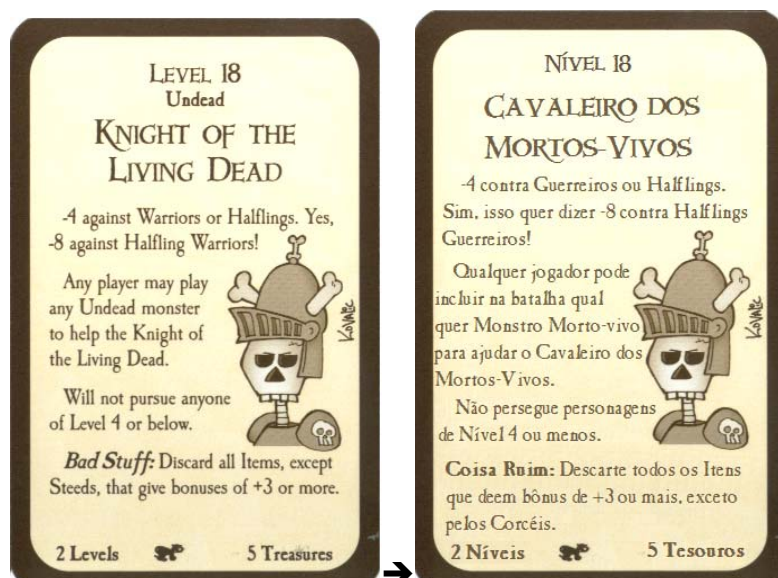 LEVEL 18
Undead
KNIGHT OF THE
LIVING DEAD
-4 against Warriors or Halflings. Yes,
-8 against Halfling Warriors!
Any player may play
any Undead monster
to help the Knight of
the Living Dead.
Will not pursue anyone
of Level 4 or below.
Bad Stuff: Discard all Items, except
Steeds, that give bonuses of +3 or more.
2 Levels 5 Treasures
KOVALIC
NÍVEL 18
CAVALEIRO DOS
MORTOS-VIVOS
-4 contra Guerreiros ou Halflings.
Sim, isso quer dizer -8 contra Halflings
Guerreiros!
Qualquer jogador pode
incluir na batalha qual
quer Monstro Morto-vivo
para ajudar o Cavaleiro dos
Mortos-Vivos.
Não persegue personagens
de Nível 4 ou menos.
Coisa Ruim: Descarte todos os Itens
que deem bônus de +3 ou mais, exceto
pelos Corcéis.
2 Níveis 5 Tesouros
KOVALIC